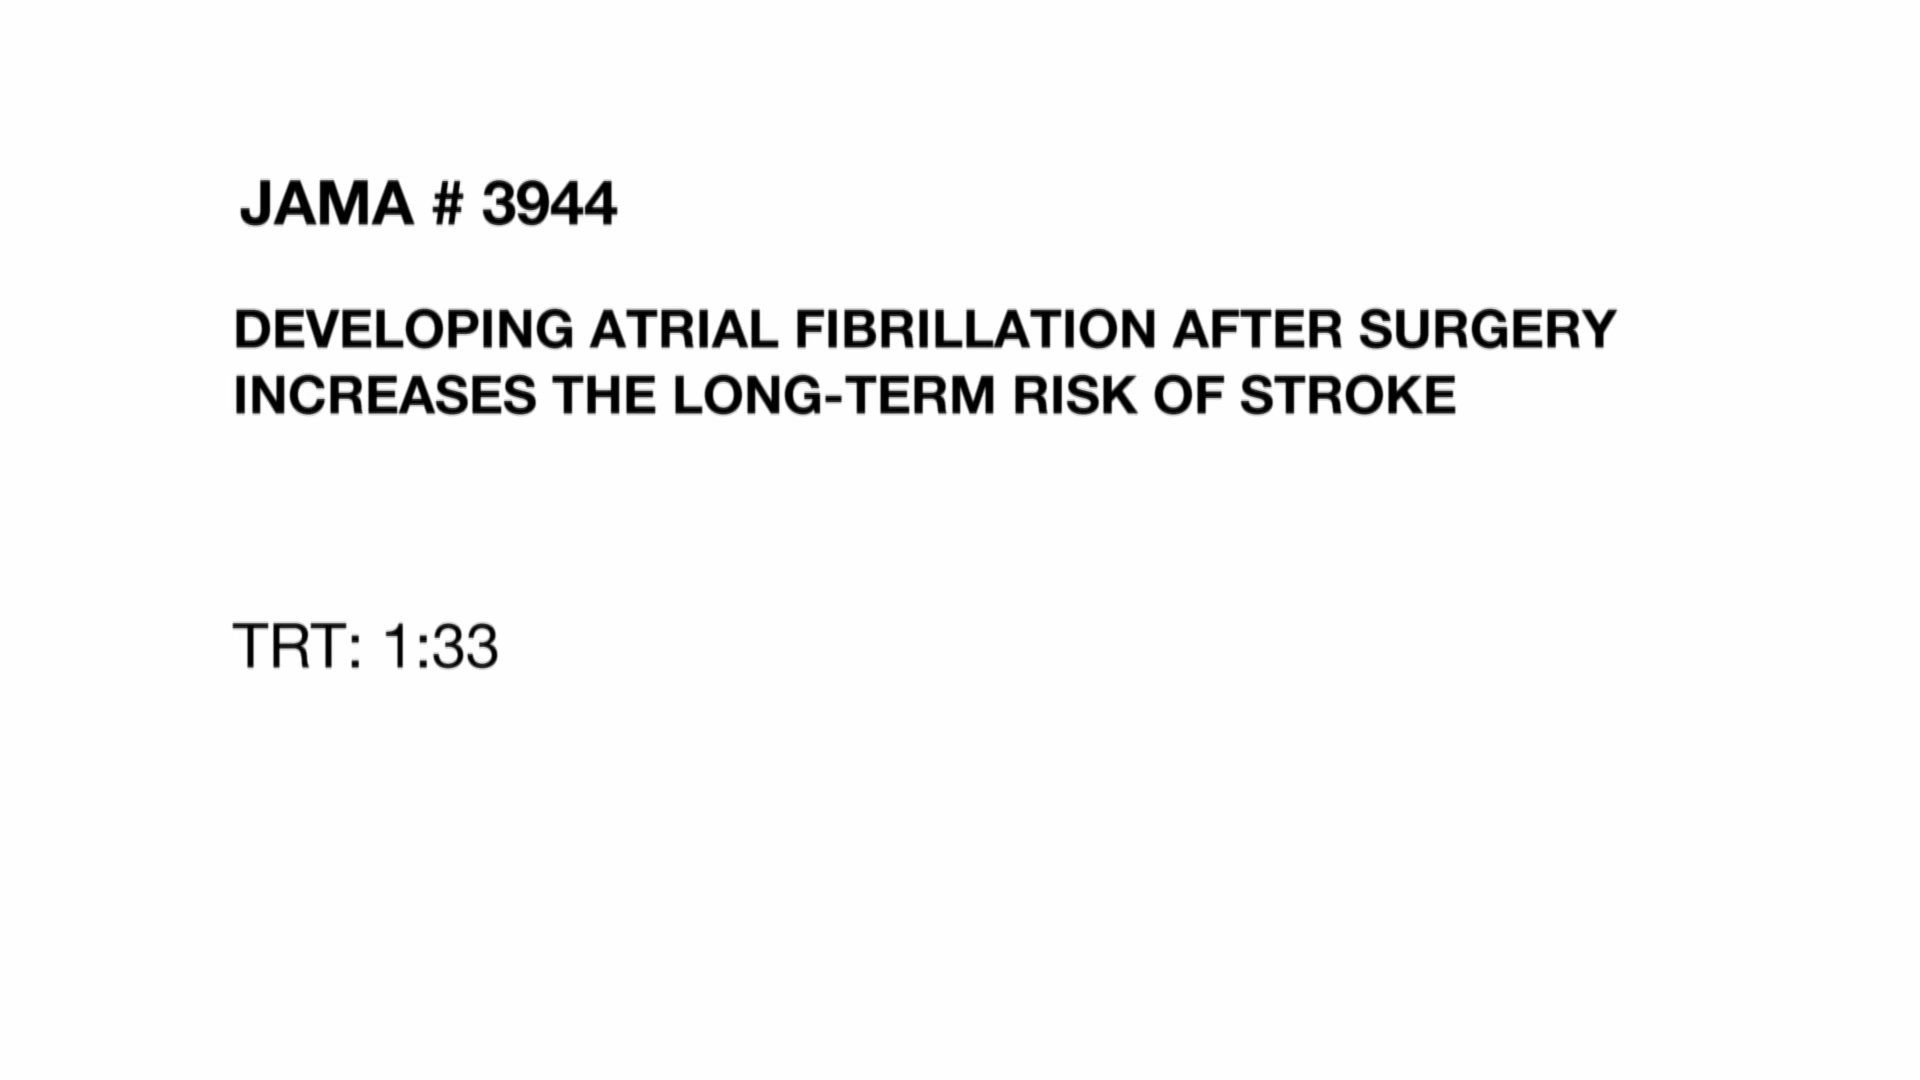 JAMA # 3944
DEVELOPING ATRIAL FIBRILLATION AFTER SURGERY
INCREASES THE LONG-TERM RISK OF STROKE
TRT: 1:33